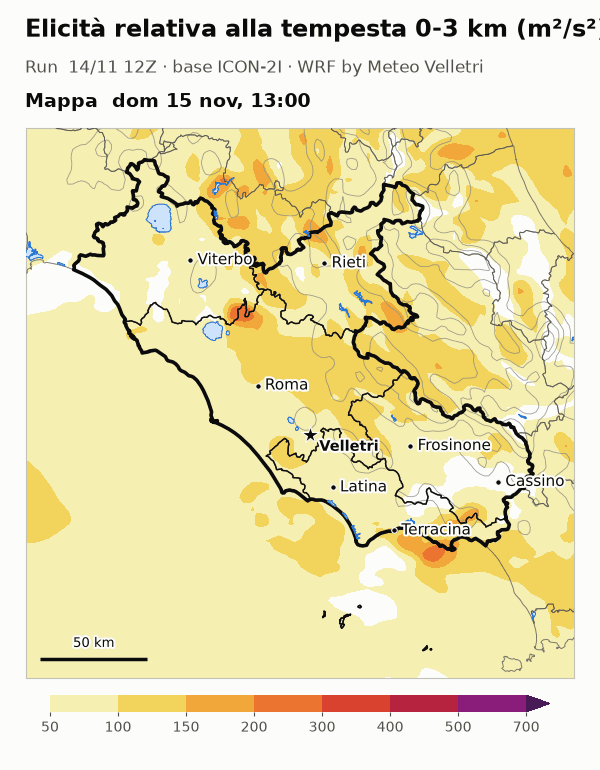 Elicità relativa alla tempesta 0-3 km (m²/s²)
Run 14/11 12Z · base ICON-2I · WRF by Meteo Velletri
Mappa dom 15 nov, 13:00
Viterbo
Rieti
Roma
Velletri
Frosinone
Cassino
Latina
Terracina
50 km
50 100 150 200 300 400 500 700